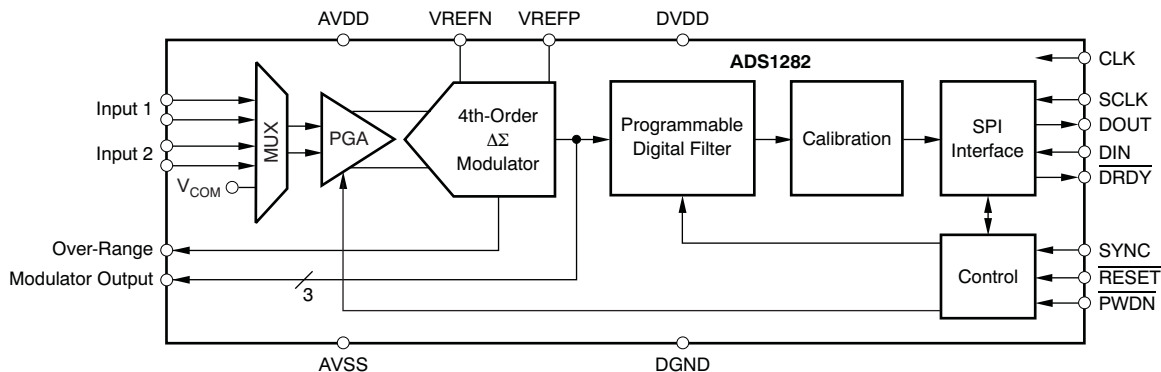 AVDD
VREFN
VREFP
DVDD
ADS1282
CLK
Input 1
Input 2
VCOM
MUX
PGA
4th-Order
ΔΣ
Modulator
Programmable
Digital Filter
Calibration
SPI
Interface
SCLK
DOUT
DIN
DRDY
Over-Range
Modulator Output
3
Control
SYNC
RESET
PWDN
AVSS
DGND